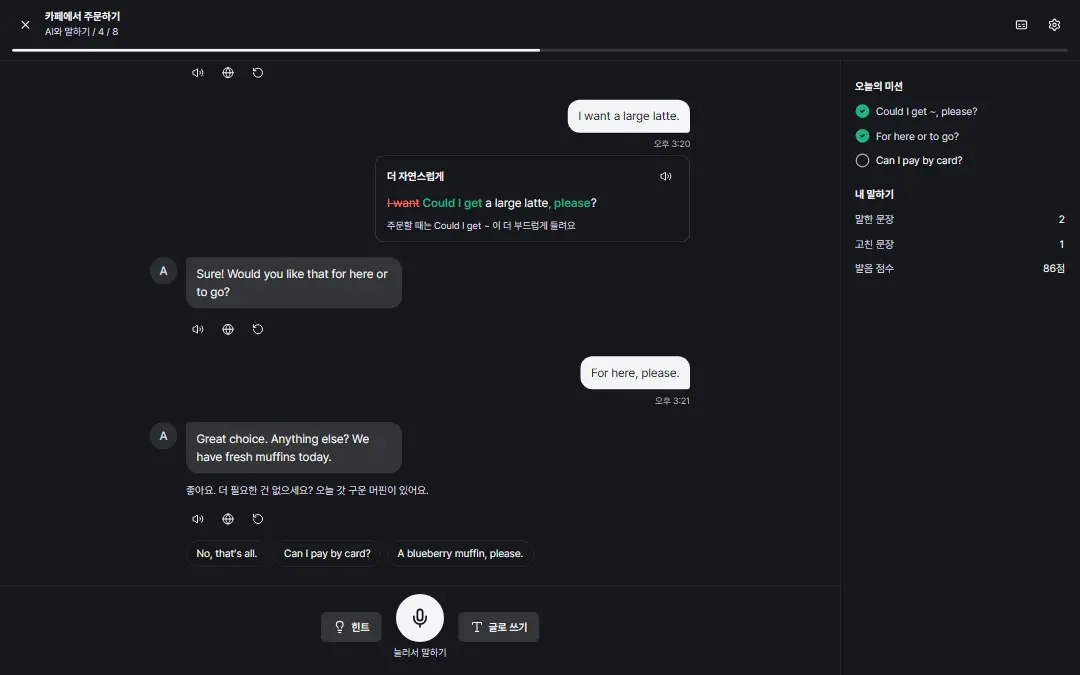 카페에서 주문하기
AI와 말하기 / 4 / 8
I want a large latte.
오후 3:20
더 자연스럽게
I want Could I get a large latte, please?
주문할 때는 Could I get ~ 이 더 부드럽게 들려요
A
Sure! Would you like that for here or
to go?
For here, please.
오후 3:21
A
Great choice. Anything else? We
have fresh muffins today.
좋아요. 더 필요한 건 없으세요? 오늘 갓 구운 머핀이 있어요.
No, that's all.
Can I pay by card?
A blueberry muffin, please.
힌트
눌러서 말하기
글로 쓰기
오늘의 미션
Could I get ~, please?
For here or to go?
Can I pay by card?
내 말하기
말한 문장 2
고친 문장 1
발음 점수 86점